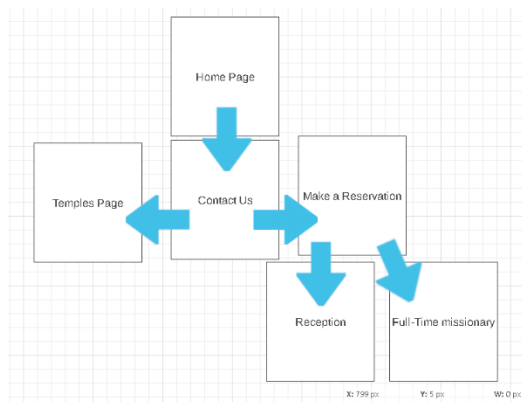 Home Page
Temples Page
Contact Us
Make a Reservation
Reception
Full-Time missionary
X: 799 px Y: 5 px W: 0 px